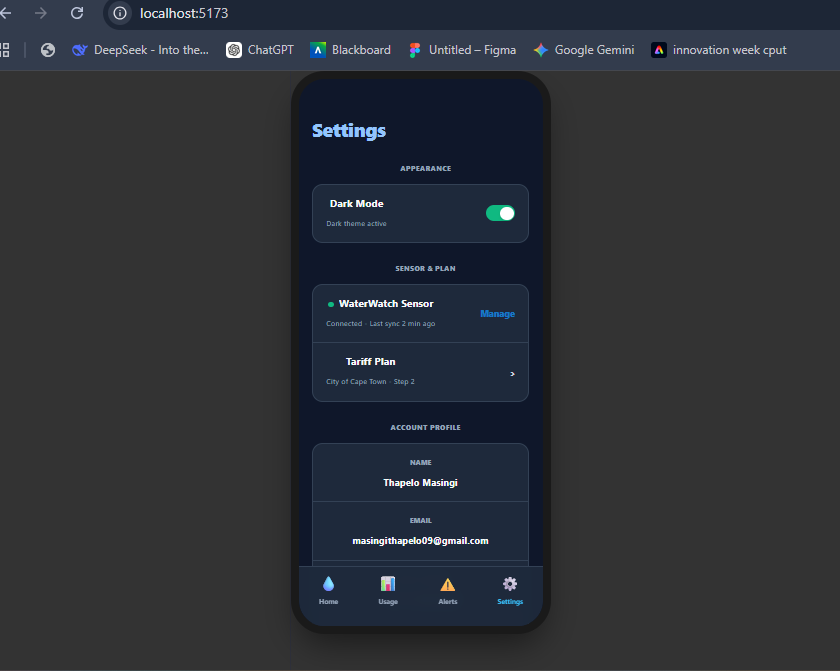 localhost:5173
DeepSeek - Into the...
ChatGPT
Blackboard
Untitled – Figma
Google Gemini
innovation week cput
Settings
APPEARANCE
Dark Mode
Dark theme active
SENSOR & PLAN
WaterWatch Sensor
Connected · Last sync 2 min ago
Manage
Tariff Plan
City of Cape Town · Step 2
>
ACCOUNT PROFILE
NAME
Thapelo Masingi
EMAIL
masingithapelo09@gmail.com
Home
Usage
Alerts
Settings